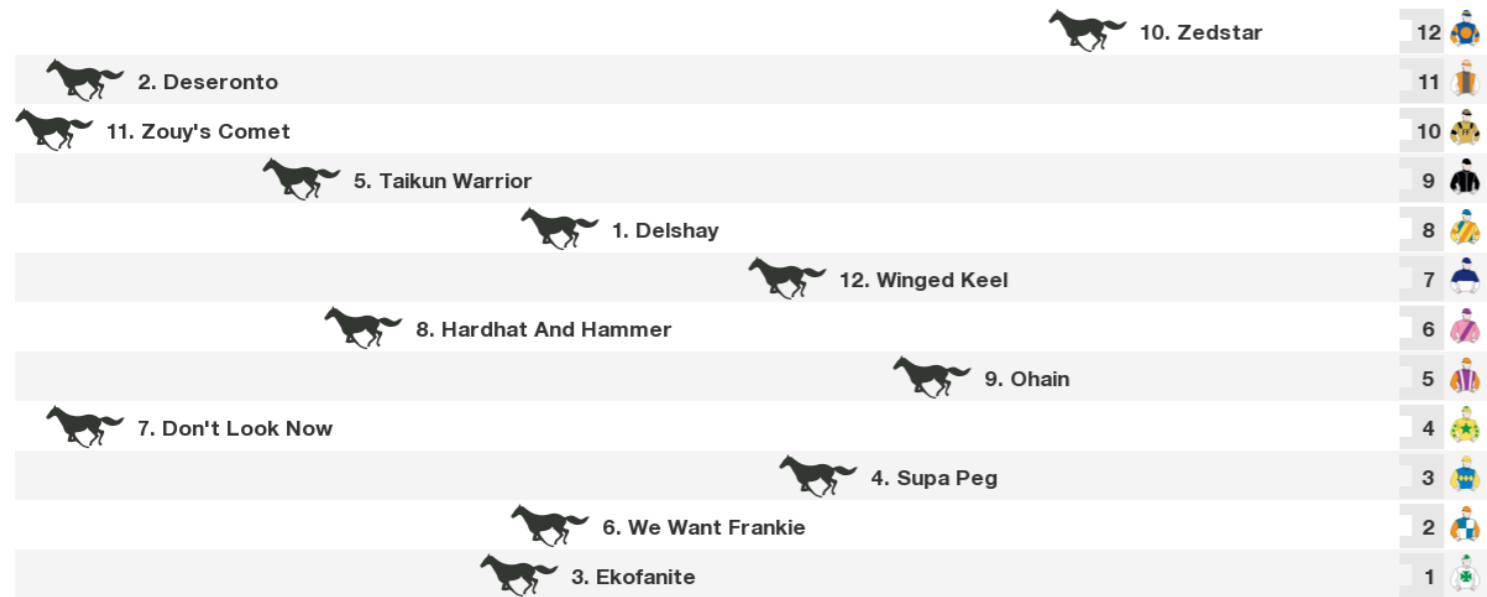 10. Zedstar 12
2. Deseronto 11
11. Zouy's Comet 10
5. Taikun Warrior 9
1. Delshay 8
12. Winged Keel 7
8. Hardhat And Hammer 6
9. Ohain 5
7. Don't Look Now 4
4. Supa Peg 3
6. We Want Frankie 2
3. Ekofanite 1